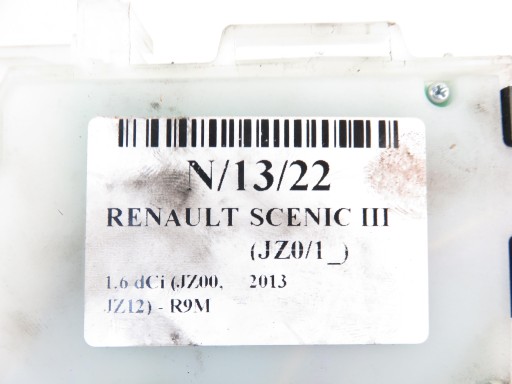 N/13/22
RENAULT SCENIC III
(JZ0/1_)
1.6 dCi (JZ00, 2013
JZ12) - R9M